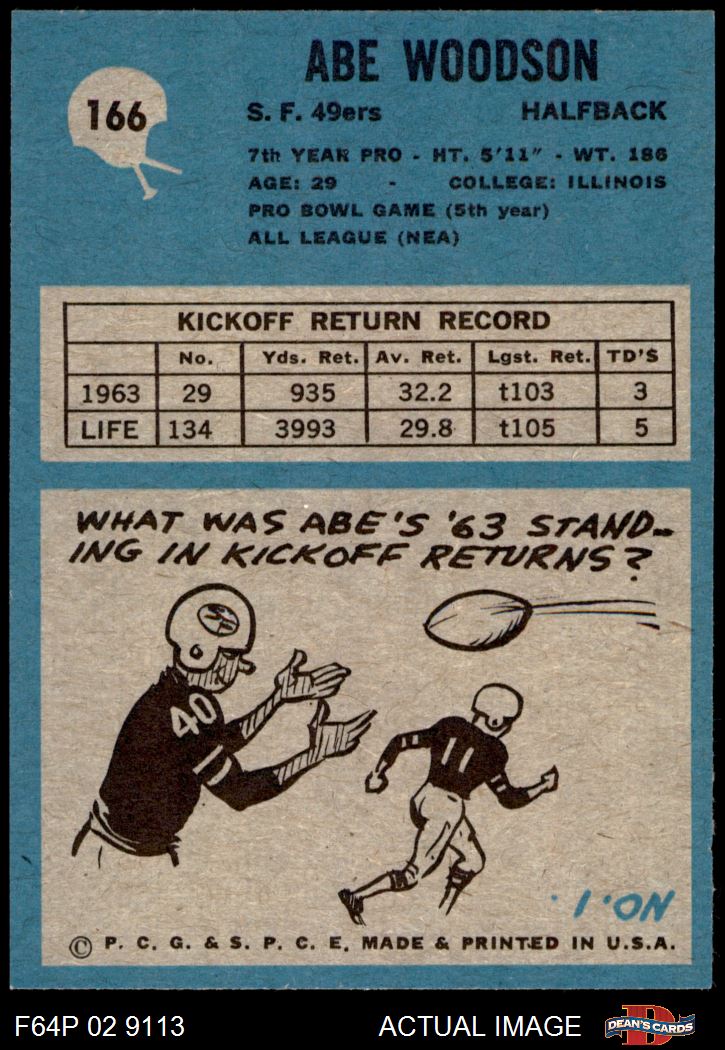 166
ABE WOODSON
S. F. 49ers HALFBACK
7th YEAR PRO - HT. 5'11" - WT. 186
AGE: 29 - COLLEGE: ILLINOIS
PRO BOWL GAME (5th year)
ALL LEAGUE (NEA)
KICKOFF RETURN RECORD
No. Yds. Ret. Av. Ret. Lgst. Ret. TD'S
1963 29 935 32.2 t103 3
LIFE 134 3993 29.8 t105 5
WHAT WAS ABE'S '63 STAND-
ING IN KICKOFF RETURNS?
SF
40
11
NO. 1.
© P. C. G. & S. P. C. E. MADE & PRINTED IN U.S.A.
F64P 02 9113 ACTUAL IMAGE
D
DEAN'S CARDS